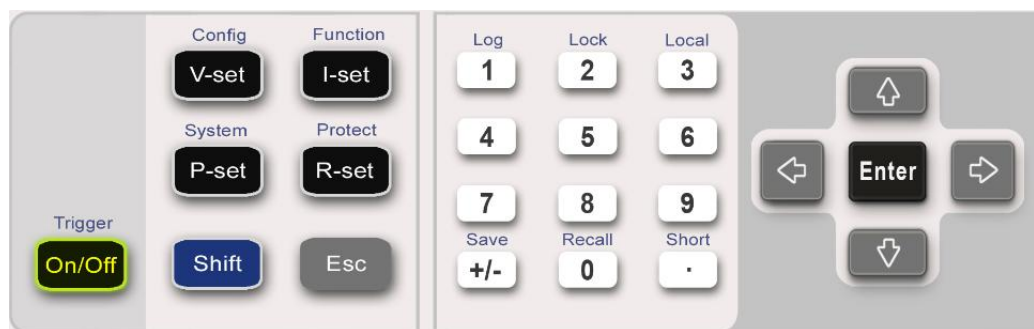 Config Function Log Lock Local
V-set I-set 1 2 3
System Protect
P-set R-set 4 5 6 Enter
7 8 9
Trigger Save Recall Short
On/Off Shift Esc +/- 0 .